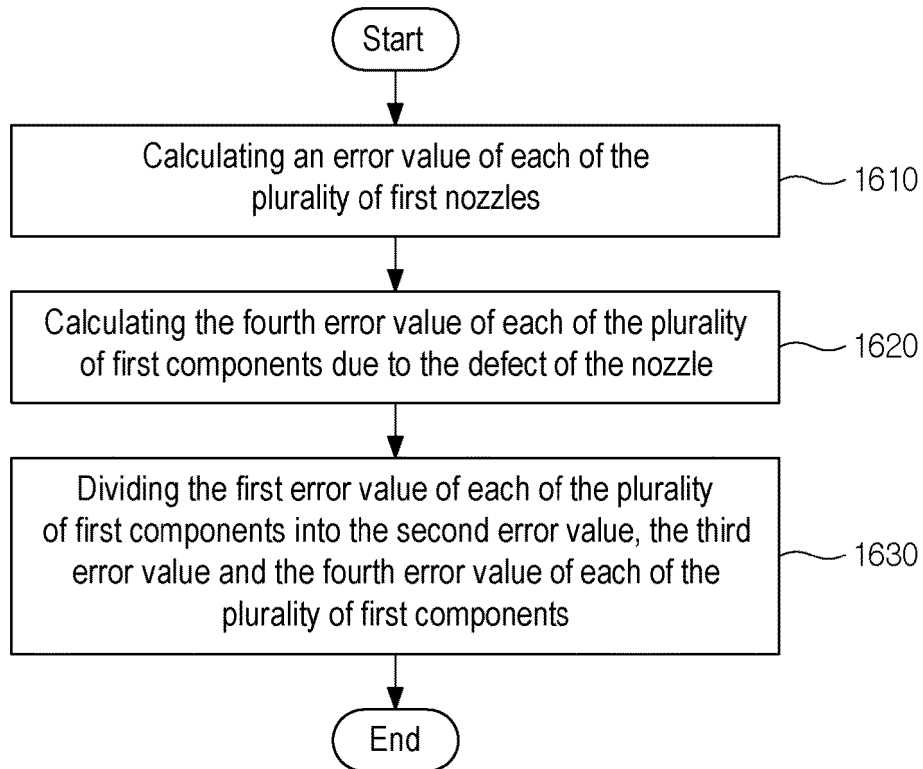 Start
Calculating an error value of each of the
plurality of first nozzles
1610
Calculating the fourth error value of each of the plurality
of first components due to the defect of the nozzle
1620
Dividing the first error value of each of the plurality
of first components into the second error value, the third
error value and the fourth error value of each of the
plurality of first components
1630
End